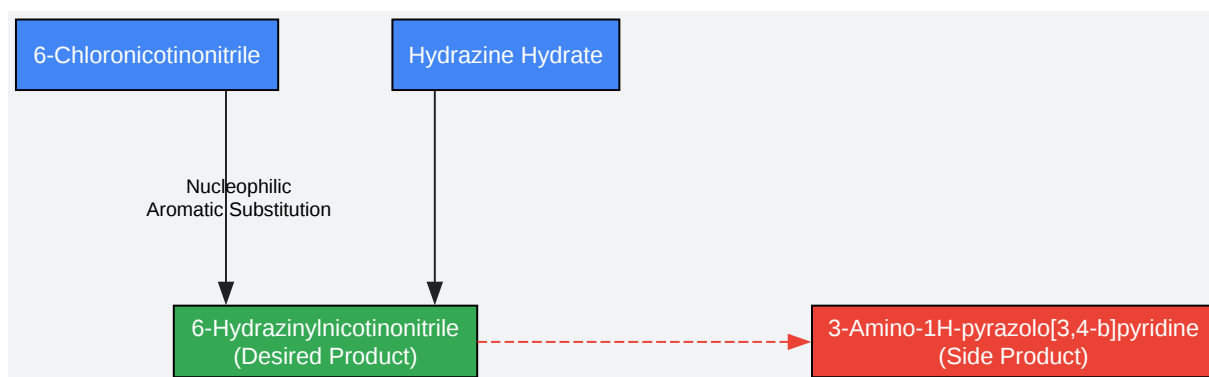 6-Chloronicotinonitrile
Hydrazine Hydrate
Nucleophilic
Aromatic Substitution
6-Hydrazinylnicotinonitrile
(Desired Product)
3-Amino-1H-pyrazolo[3,4-b]pyridine
(Side Product)